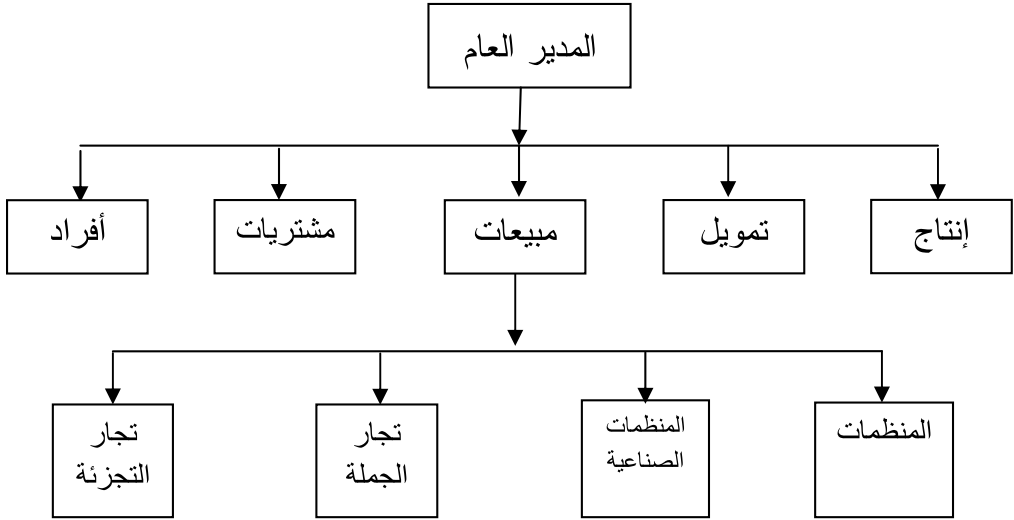 المدير العام
إنتاج
تمويل
مبيعات
مشتريات
أفراد
المنظمات
المنظمات
الصناعية
تجار
الجملة
تجار
التجزئة